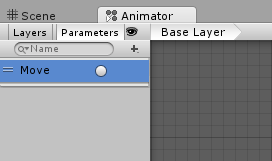 Scene Animator
Layers Parameters Base Layer
Name
Move